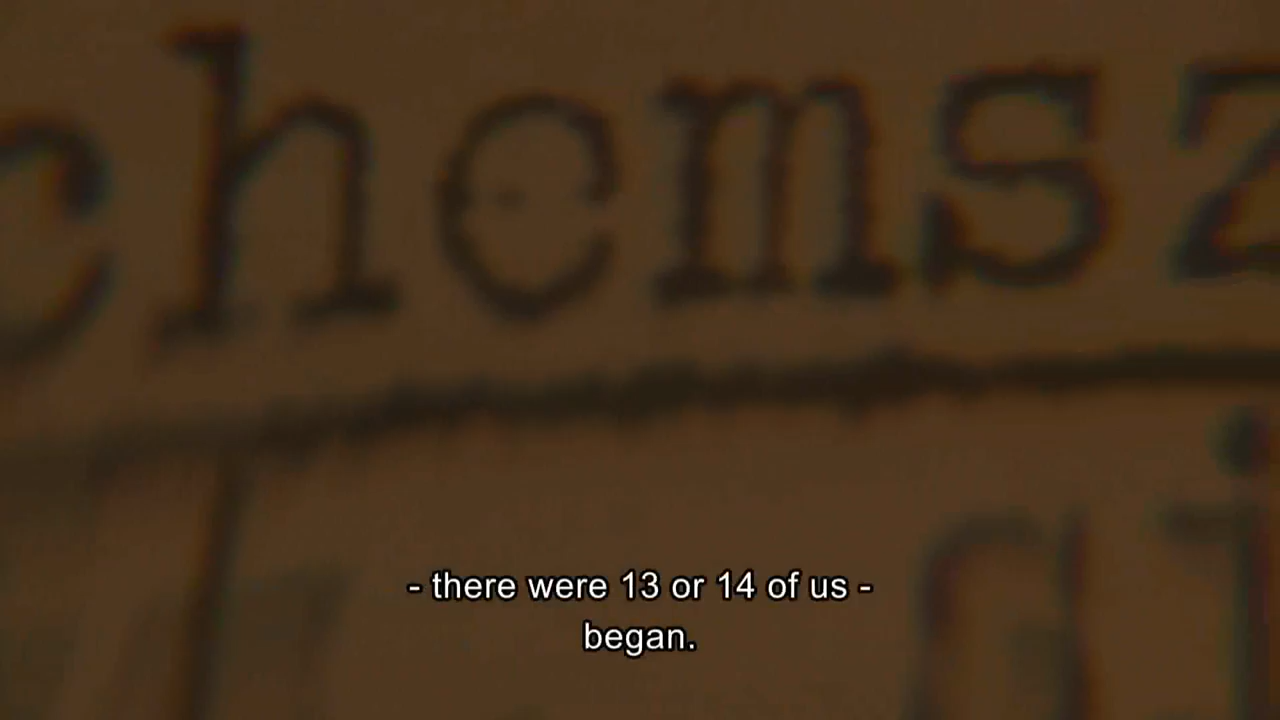 chemsz
- there were 13 or 14 of us -
began.